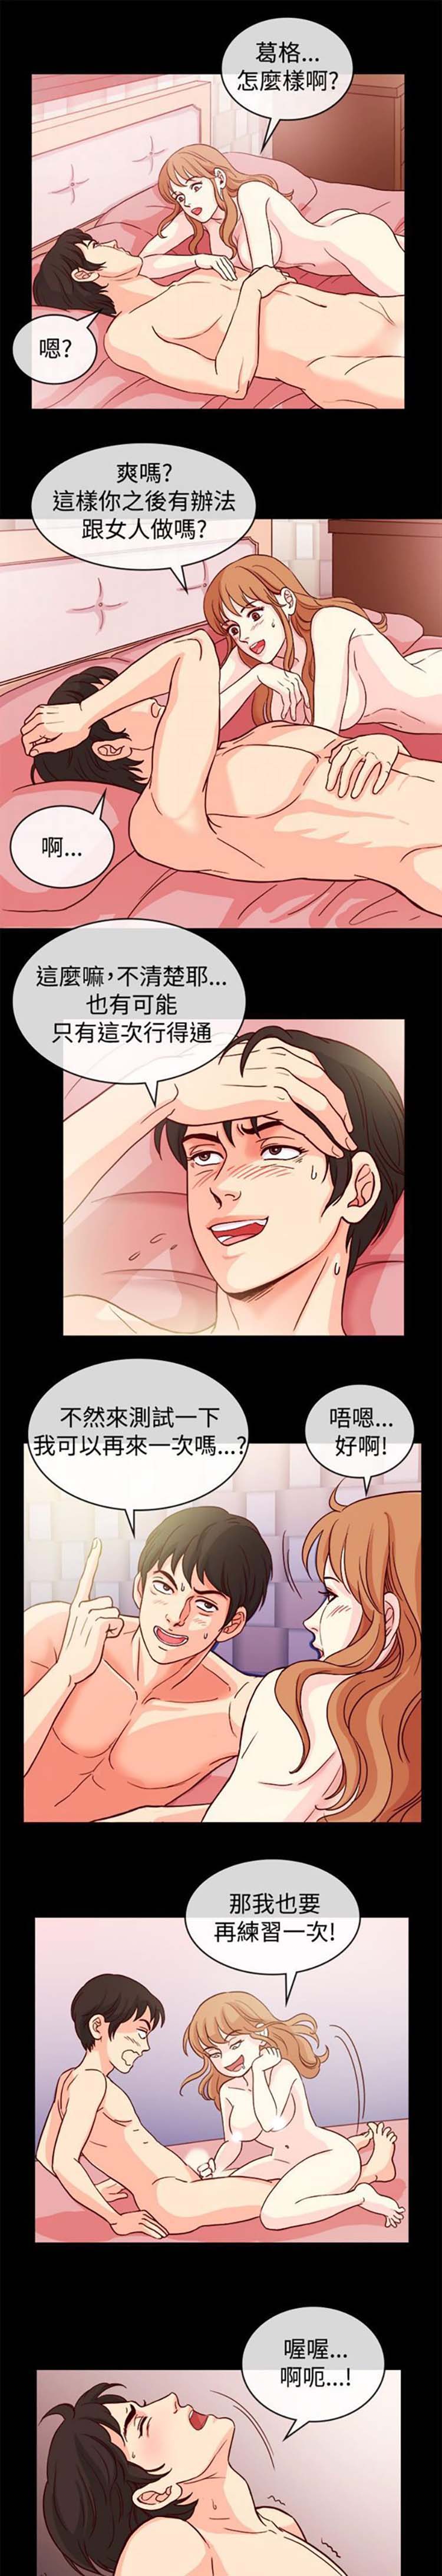 葛格...
怎麼樣啊?
嗯?
爽嗎?
這樣你之後有辦法
跟女人做嗎?
啊...
這麼嘛,不清楚耶...
也有可能
只有這次行得通
不然來測試一下
我可以再來一次嗎...?
唔嗯...
好啊!
那我也要
再練習一次!
喔喔...
啊呃...!